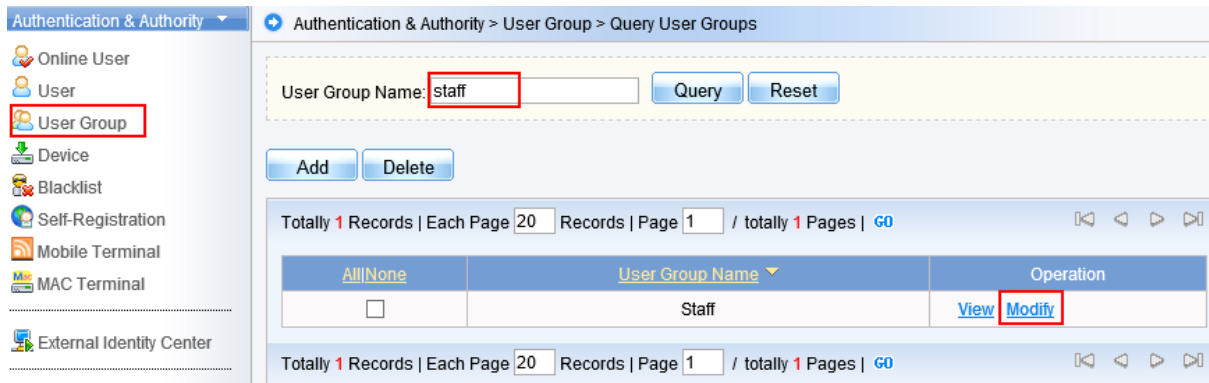 Authentication & Authority
Online User
User
User Group
Device
Blacklist
Self-Registration
Mobile Terminal
MAC Terminal
External Identity Center
Authentication & Authority > User Group > Query User Groups
User Group Name: staff Query Reset
Add Delete
Totally 1 Records | Each Page 20 Records | Page 1 / totally 1 Pages | GO
All|None User Group Name Operation
Staff View Modify
Totally 1 Records | Each Page 20 Records | Page 1 / totally 1 Pages | GO